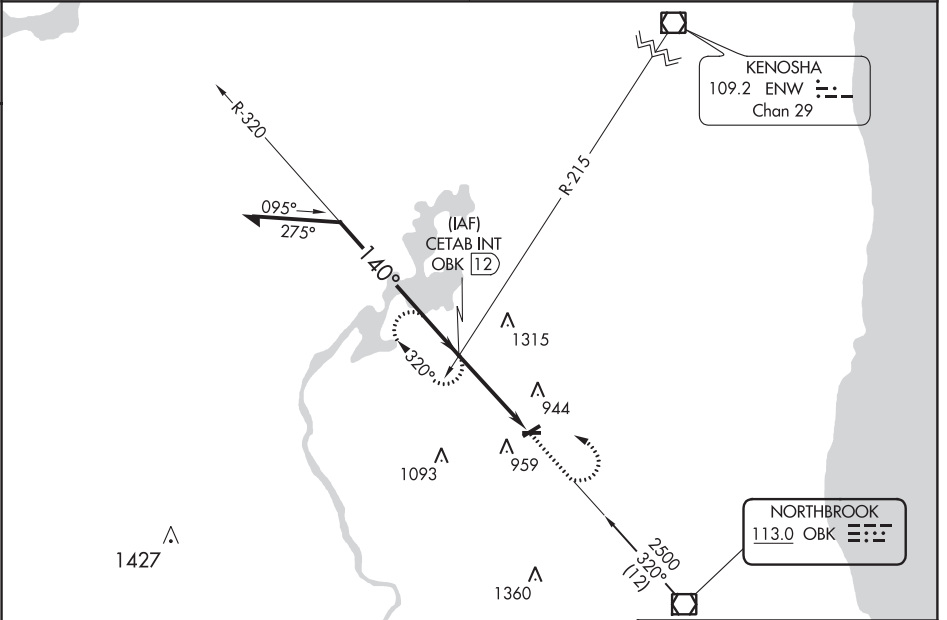 KENOSHA
109.2 ENW
Chan 29
R-320
R-215
095°
275°
(IAF)
CETAB INT
OBK 12
140°
1315
320°
944
959
1093
NORTHBROOK
113.0 OBK
1427
2500
320°
(12)
1360